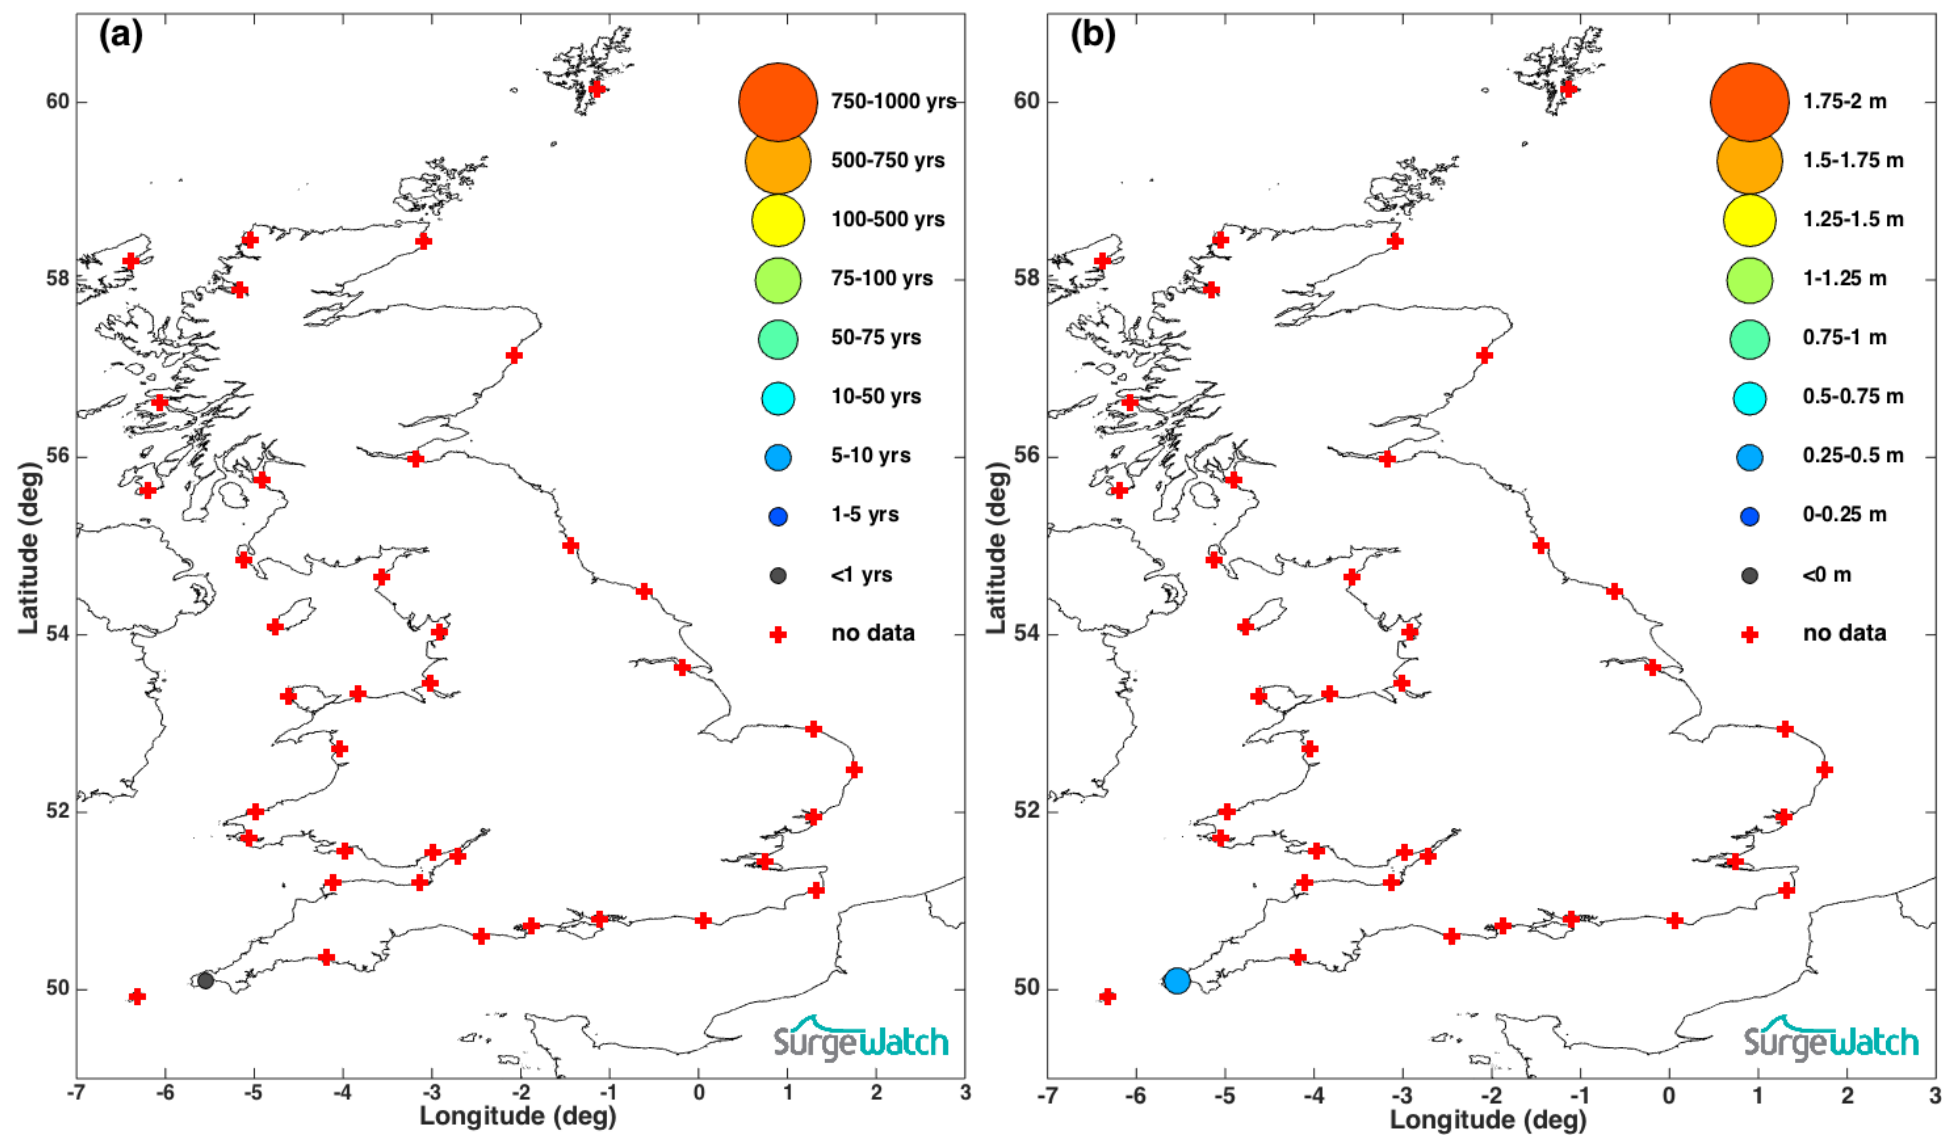 (a)
750-1000 yrs
500-750 yrs
100-500 yrs
75-100 yrs
50-75 yrs
10-50 yrs
5-10 yrs
1-5 yrs
<1 yrs
no data
60
58
56
54
52
50
Latitude (deg)
-7 -6 -5 -4 -3 -2 -1 0 1 2 3
Longitude (deg)
SurgeWatch
(b)
1.75-2 m
1.5-1.75 m
1.25-1.5 m
1-1.25 m
0.75-1 m
0.5-0.75 m
0.25-0.5 m
0-0.25 m
<0 m
no data
60
58
56
54
52
50
Latitude (deg)
-7 -6 -5 -4 -3 -2 -1 0 1 2 3
Longitude (deg)
SurgeWatch